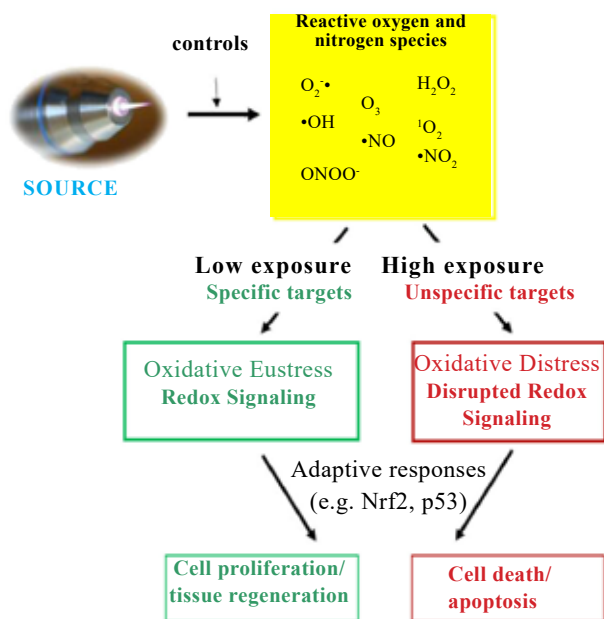 Reactive oxygen and
nitrogen species
controls
O₂⁻•
H₂O₂
O₃
•OH
¹O₂
•NO
•NO₂
ONOO⁻
SOURCE
Low exposure
High exposure
Specific targets
Unspecific targets
Oxidative Eustress
Redox Signaling
Oxidative Distress
Disrupted Redox
Signaling
Adaptive responses
(e.g. Nrf2, p53)
Cell proliferation/
tissue regeneration
Cell death/
apoptosis